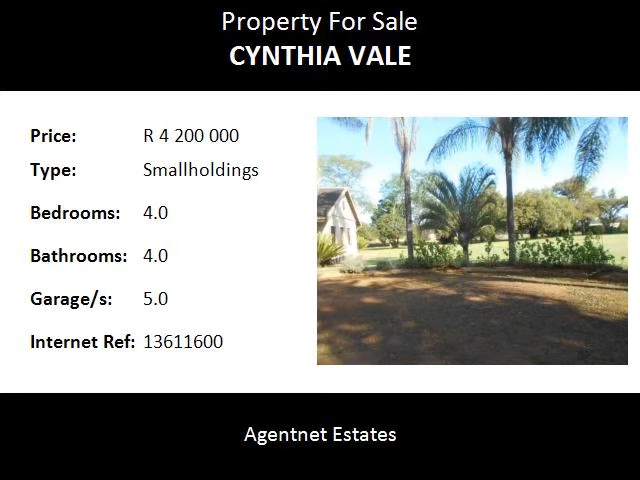 Property For Sale
CYNTHIA VALE
Price: R 4 200 000
Type: Smallholdings
Bedrooms: 4.0
Bathrooms: 4.0
Garage/s: 5.0
Internet Ref: 13611600
Agentnet Estates